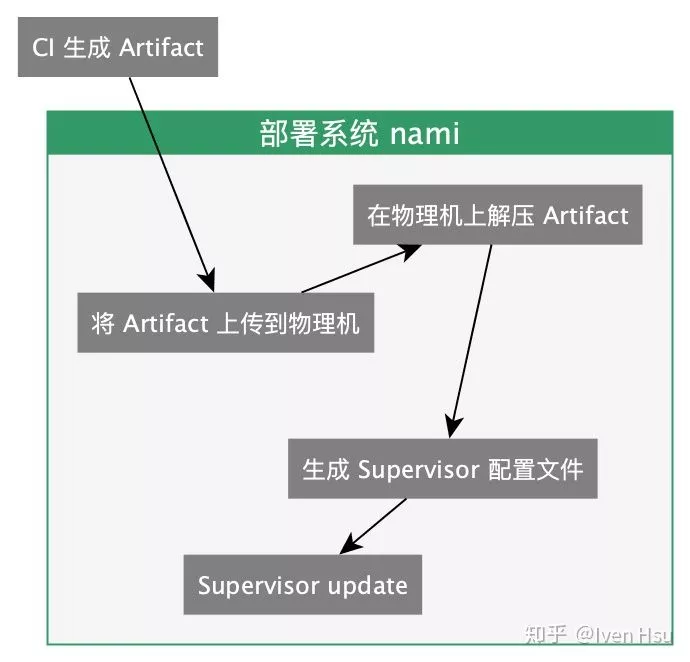 CI 生成 Artifact
部署系统 nami
在物理机上解压 Artifact
将 Artifact 上传到物理机
生成 Supervisor 配置文件
Supervisor update
知乎 @Iven Hsu